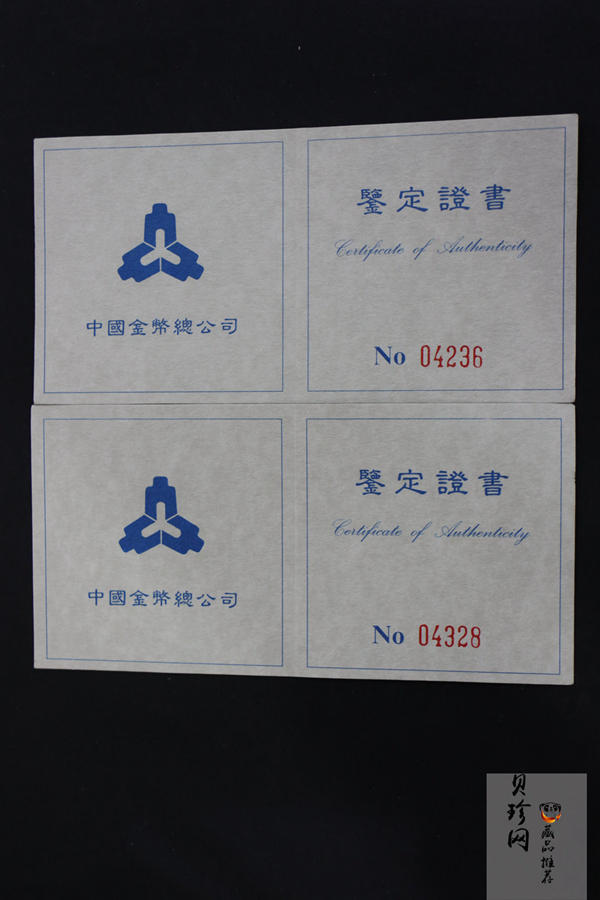 中國金幣總公司
鑒定證書
Certificate of Authenticity
No 04236
中國金幣總公司
鑒定證書
Certificate of Authenticity
No 04328
贝珍网
藏品推荐